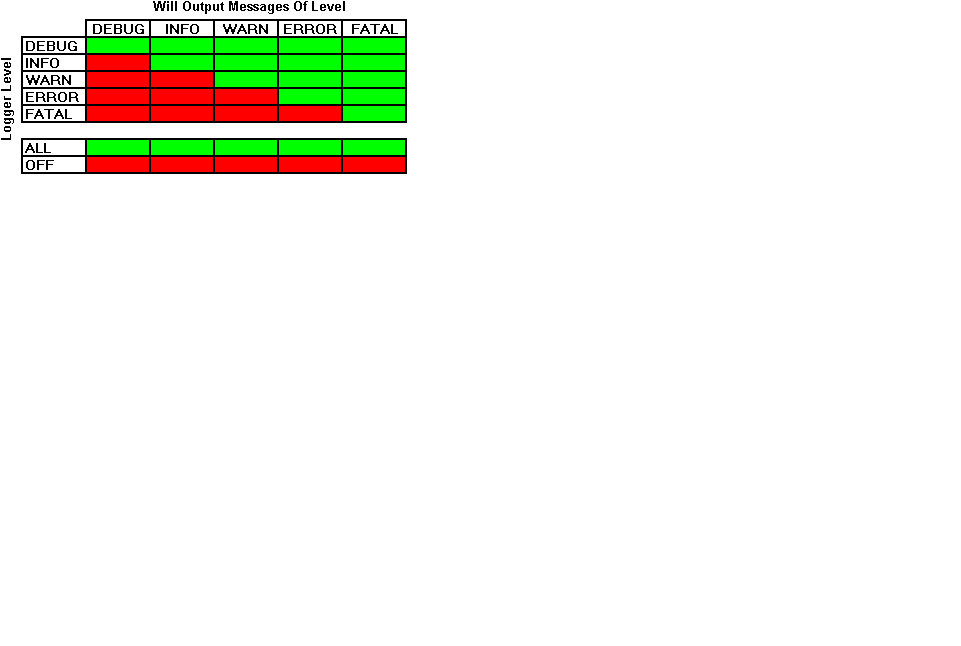 Will Output Messages Of Level
DEBUG INFO WARN ERROR FATAL
Logger Level
DEBUG
INFO
WARN
ERROR
FATAL
ALL
OFF